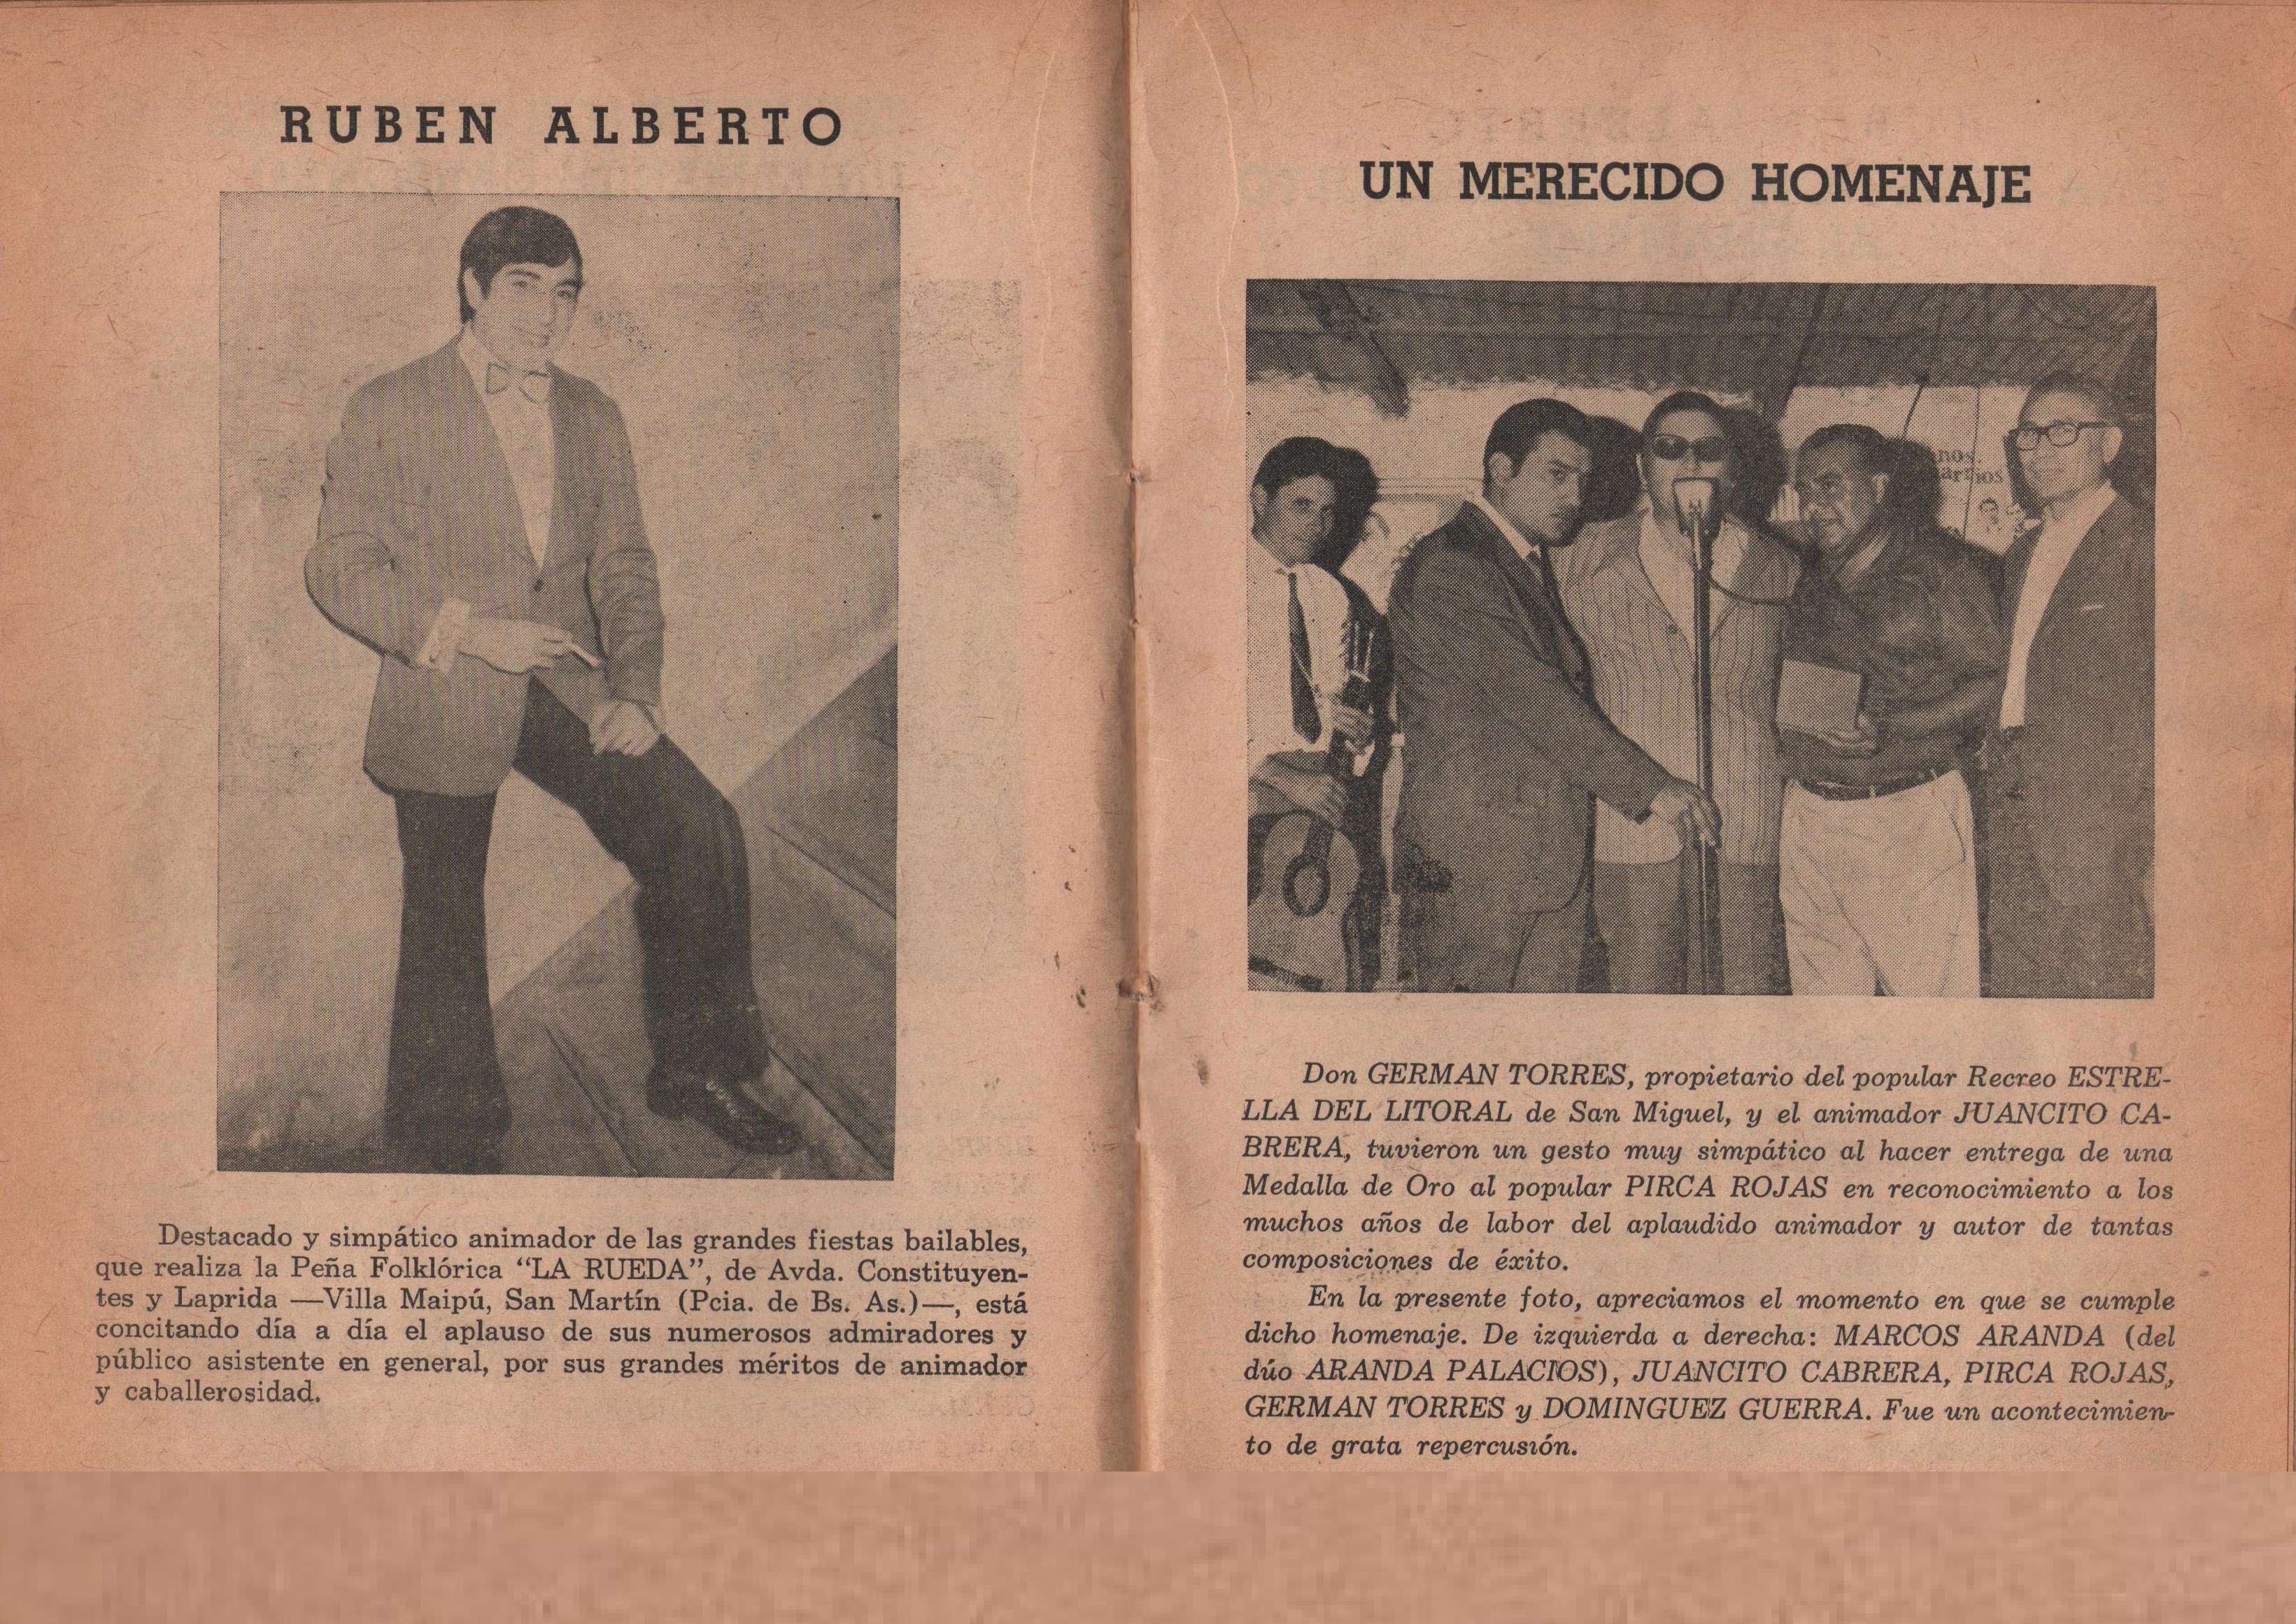 RUBEN ALBERTO
Destacado y simpático animador de las grandes fiestas bailables,
que realiza la Peña Folklórica “LA RUEDA”, de Avda. Constituyen-
tes y Laprida —Villa Maipú, San Martín (Pcia. de Bs. As.)—, está
concitando día a día el aplauso de sus numerosos admiradores y
público asistente en general, por sus grandes méritos de animador
y caballerosidad.
UN MERECIDO HOMENAJE
Don GERMAN TORRES, propietario del popular Recreo ESTRE-
LLA DEL LITORAL de San Miguel, y el animador JUANCITO CA-
BRERA, tuvieron un gesto muy simpático al hacer entrega de una
Medalla de Oro al popular PIRCA ROJAS en reconocimiento a los
muchos años de labor del aplaudido animador y autor de tantas
composiciones de éxito.
En la presente foto, apreciamos el momento en que se cumple
dicho homenaje. De izquierda a derecha: MARCOS ARANDA (del
dúo ARANDA PALACIOS), JUANCITO CABRERA, PIRCA ROJAS,
GERMAN TORRES y DOMINGUEZ GUERRA. Fue un acontecimien-
to de grata repercusión.